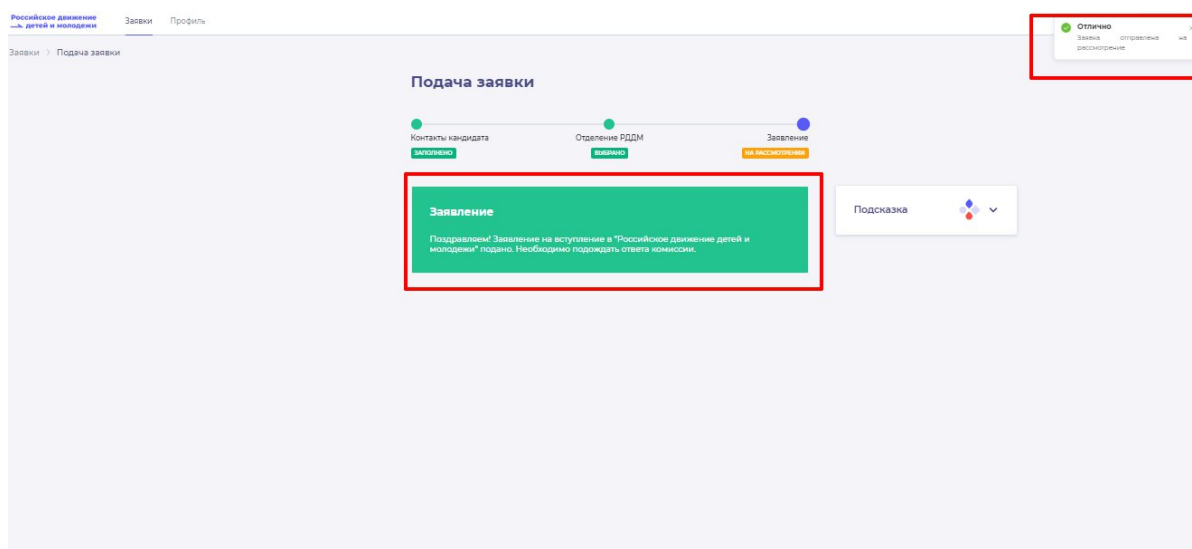 Российское движение
детей и молодежи
Заявки Профиль
Отлично
Заявка отправлена на
рассмотрение
Заявки > Подача заявки
Подача заявки
Контакты кандидата Отделение РДДМ Заявление
ЗАПОЛНЕНО ВЫБРАНО НА РАССМОТРЕНИИ
Заявление
Поздравляем! Заявление на вступление в "Российское движение детей и
молодежи" подано. Необходимо подождать ответа комиссии.
Подсказка